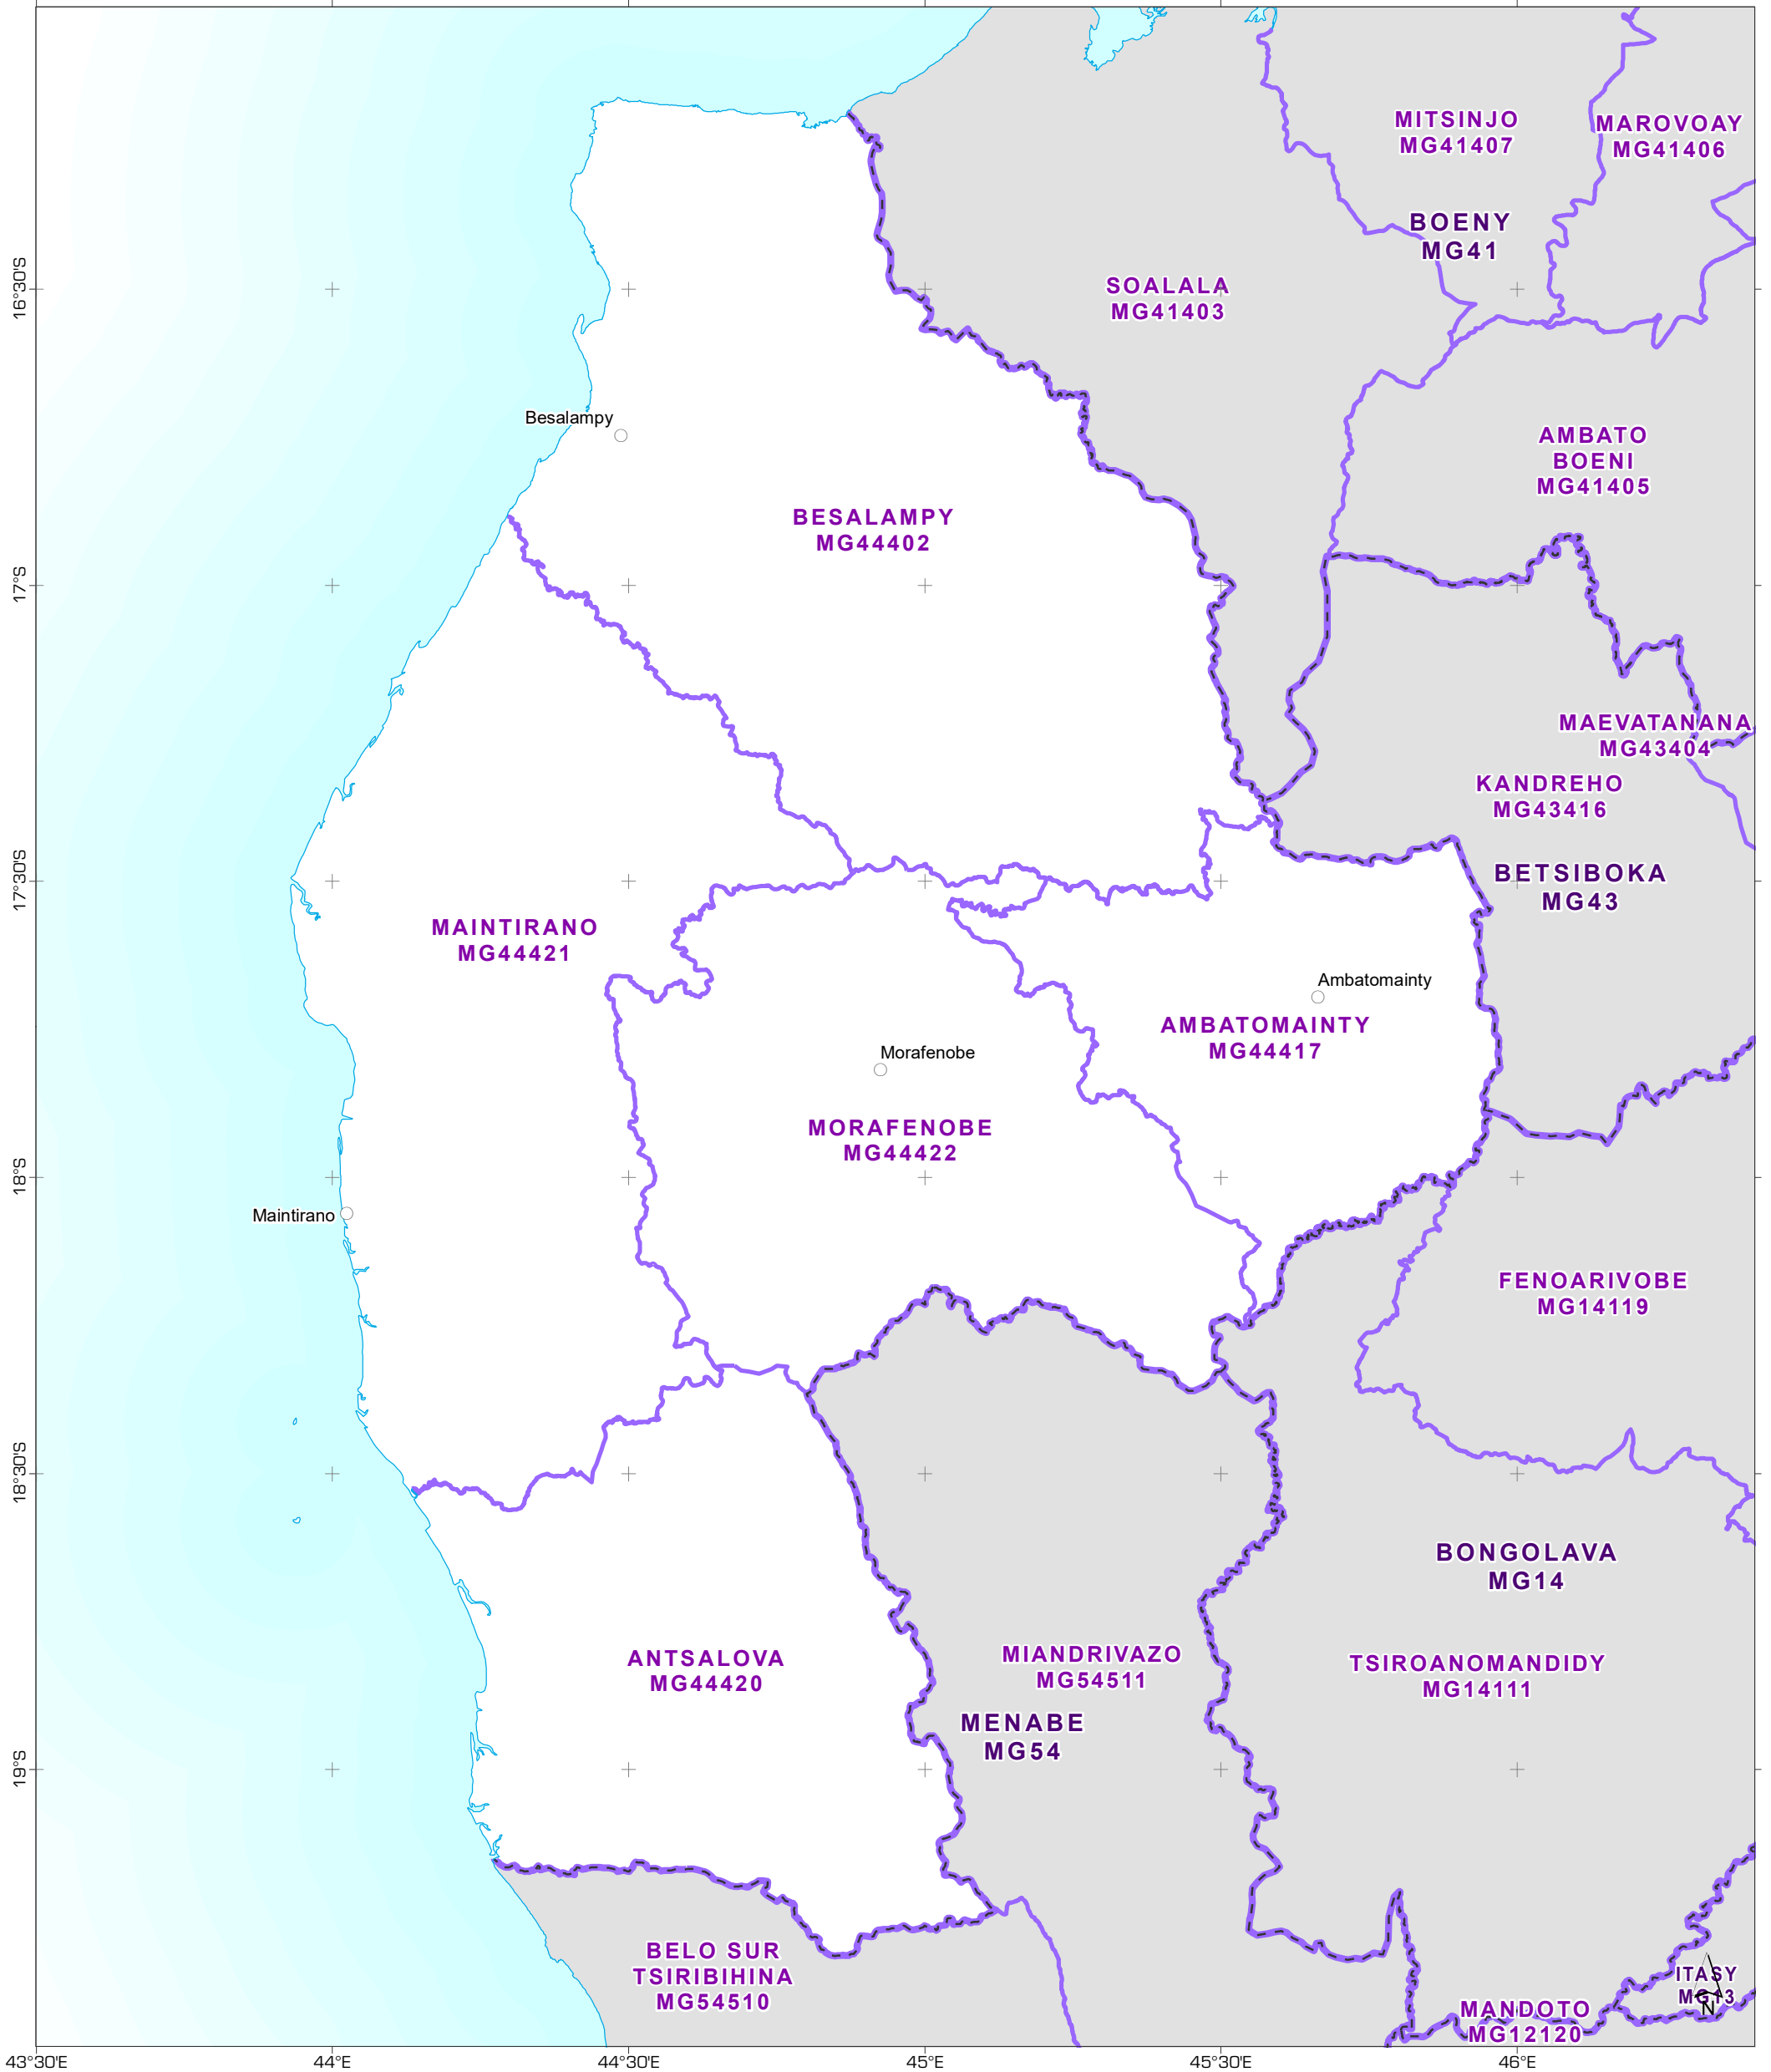 MITSINJO
MG41407
MAROVOAY
MG41406
BOENY
MG41
SOALALA
MG41403
16°30'S
Besalampy
AMBATO
BOENI
MG41405
BESALAMPY
MG44402
17°S
MAEVATANANA
MG43404
KANDREHO
MG43416
BETSIBOKA
MG43
17°30'S
MAINTIRANO
MG44421
Ambatomainty
AMBATOMAINTY
MG44417
Morafenobe
MORAFENOBE
MG44422
18°S
Maintirano
FENOARIVOBE
MG14119
18°30'S
BONGOLAVA
MG14
ANTSALOVA
MG44420
MIANDRIVAZO
MG54511
TSIROANOMANDIDY
MG14111
MENABE
MG54
19°S
BELO SUR
TSIRIBIHINA
MG54510
ITASY
MG13
N
MANDOTO
MG12120
43°30'E 44°E 44°30'E 45°E 45°30'E 46°E